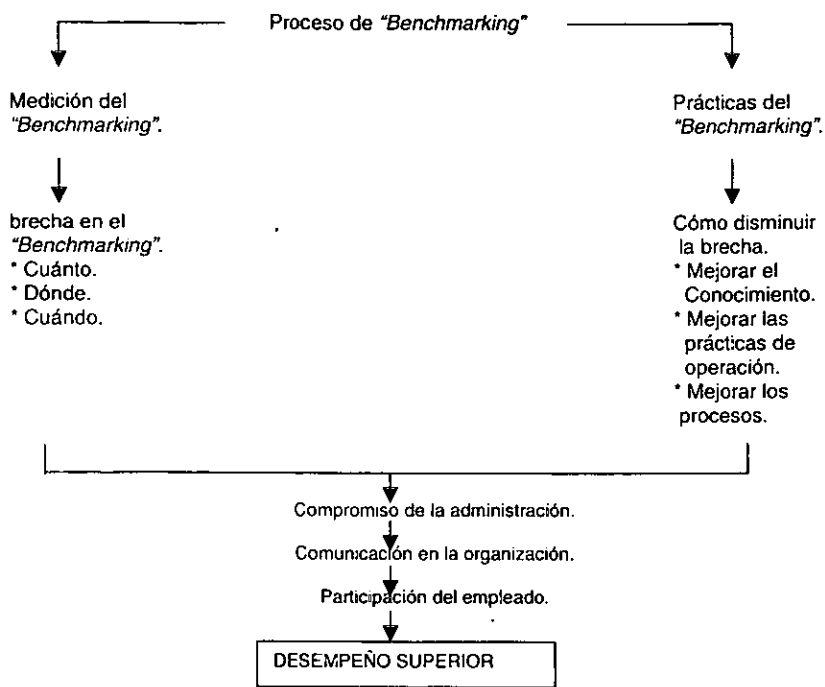 Proceso de "Benchmarking"
Medición del
"Benchmarking".
brecha en el
"Benchmarking".
* Cuánto.
* Dónde.
* Cuándo.
Prácticas del
"Benchmarking".
Cómo disminuir
la brecha.
* Mejorar el
Conocimiento.
* Mejorar las
prácticas de
operación.
* Mejorar los
procesos.
Compromiso de la administración.
Comunicación en la organización.
Participación del empleado.
DESEMPEÑO SUPERIOR